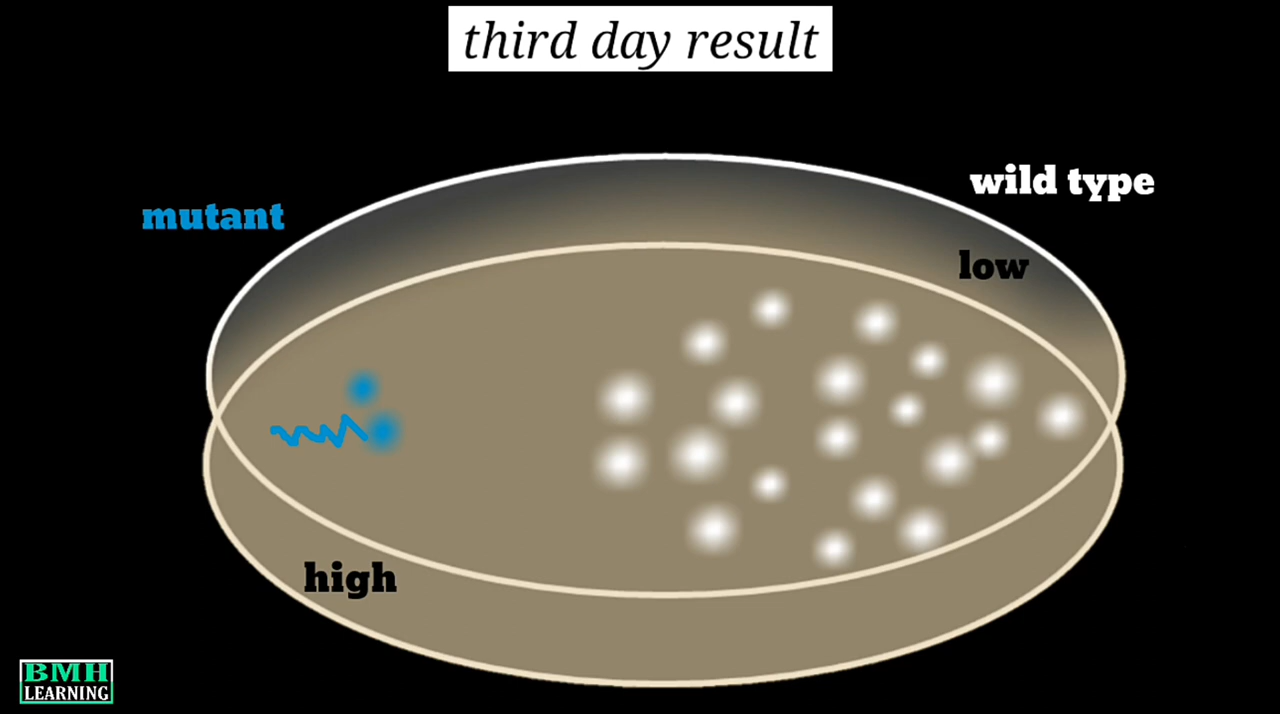 third day result
wild type
mutant
low
high
BMH
LEARNING